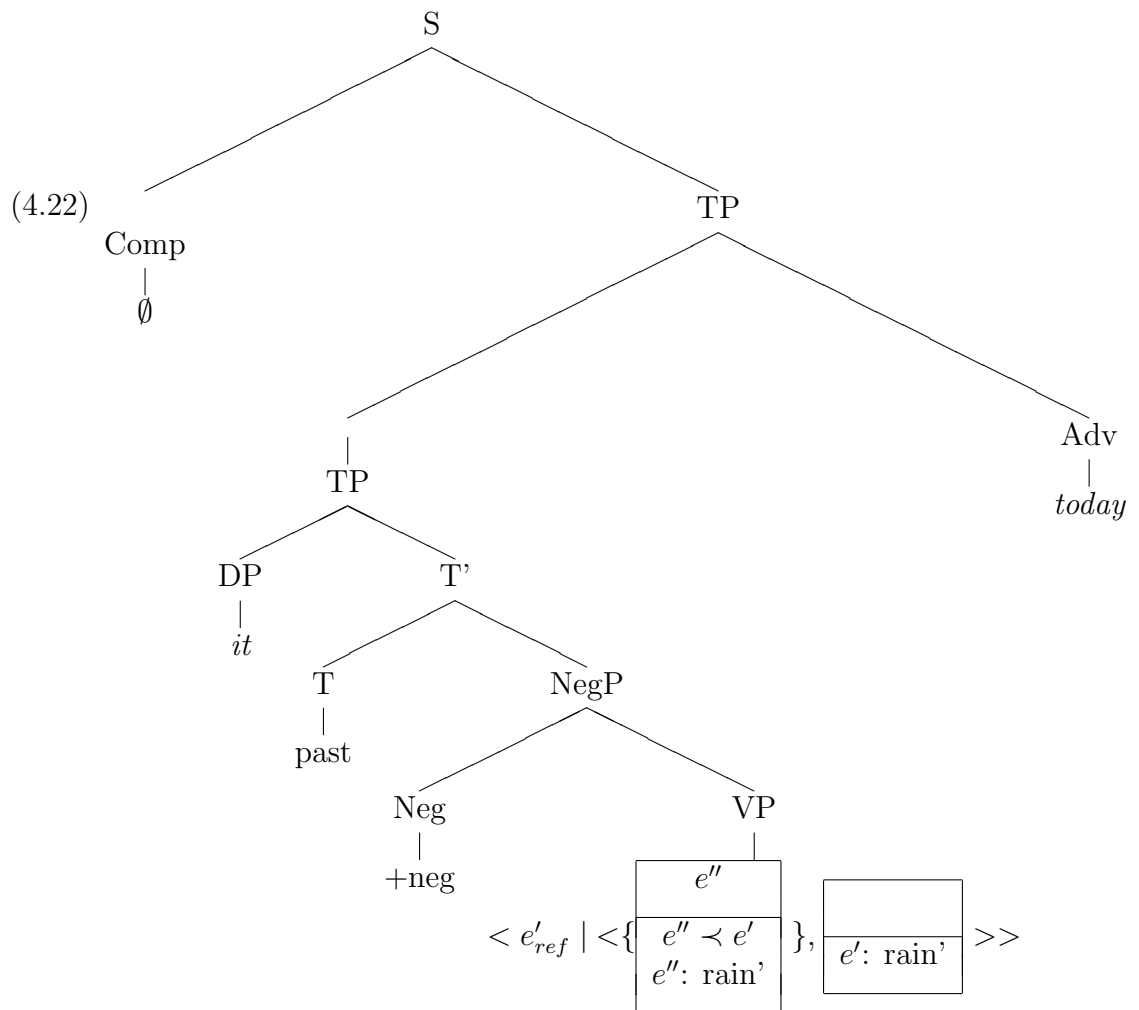 S
(4.22)
Comp
∅
TP
Adv
today
TP
DP
it
T'
T
past
NegP
Neg
+neg
VP
e''
< e'ref | <{ e'' ≺ e' }, e': rain' >>
e'': rain'